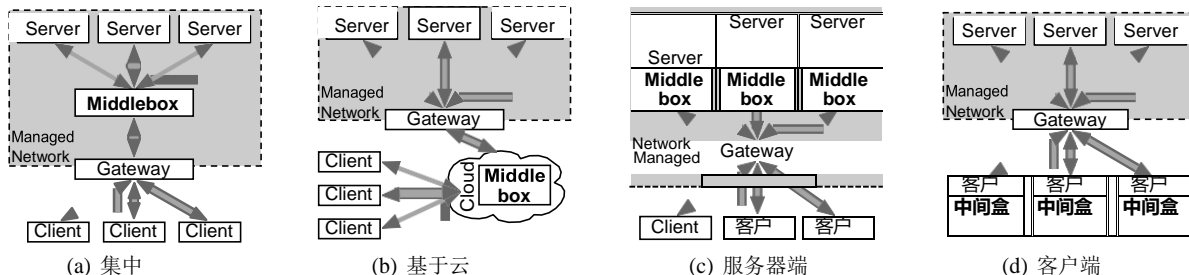 Server Server Server
Middlebox
Managed
Network
Gateway
Client Client Client
(a) 集中
Server Server Server
Managed
Network
Gateway
Client
Client
Client
Cloud
Middle
box
(b) 基于云
Server Server
Server
Middle Middle Middle
box box box
Network
Managed
Gateway
Client 客户 客户
(c) 服务器端
Server Server Server
Managed
Network
Gateway
客户 客户 客户
中间盒 中间盒 中间盒
(d) 客户端